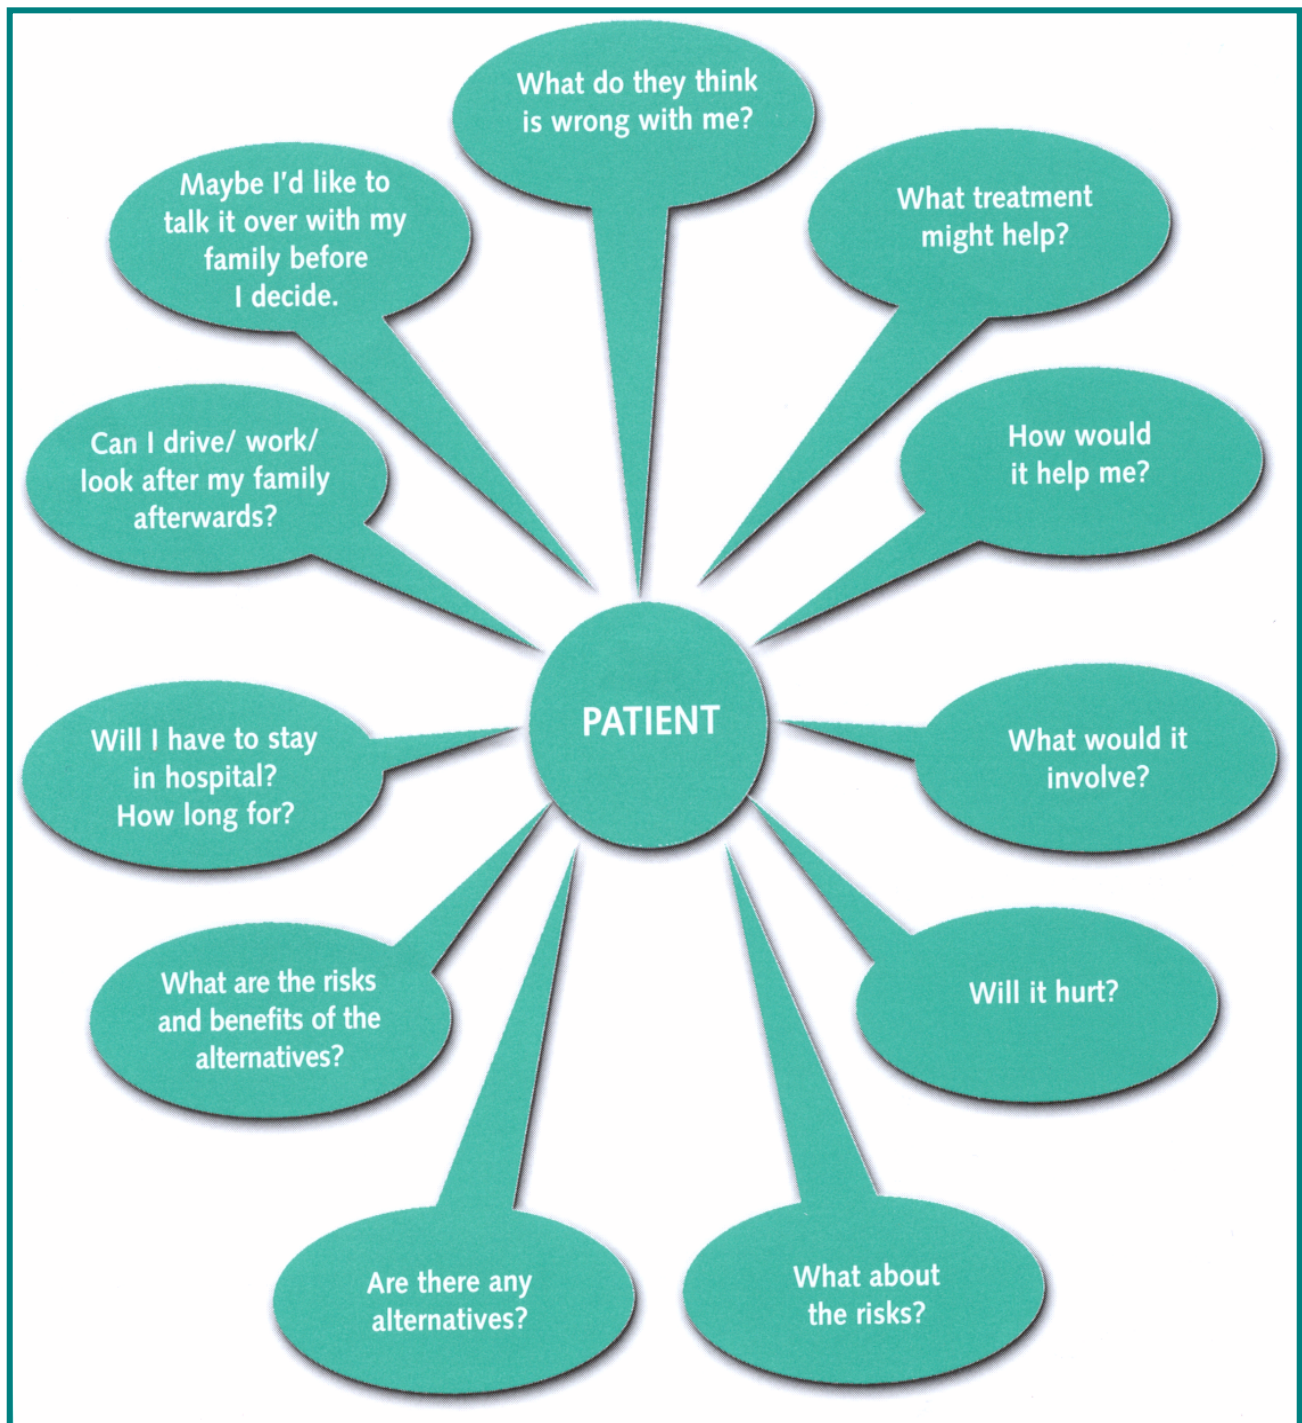 What do they think
is wrong with me?
What treatment
might help?
How would
it help me?
What would it
involve?
Will it hurt?
What about
the risks?
Are there any
alternatives?
What are the risks
and benefits of the
alternatives?
Will I have to stay
in hospital?
How long for?
Can I drive/ work/
look after my family
afterwards?
Maybe I'd like to
talk it over with my
family before
I decide.
PATIENT